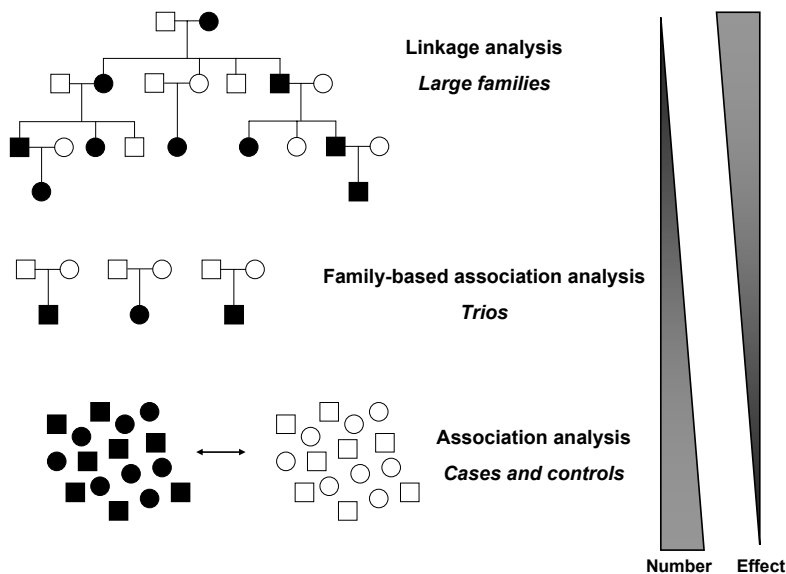 Linkage analysis
Large families
Family-based association analysis
Trios
Association analysis
Cases and controls
Number
Effect